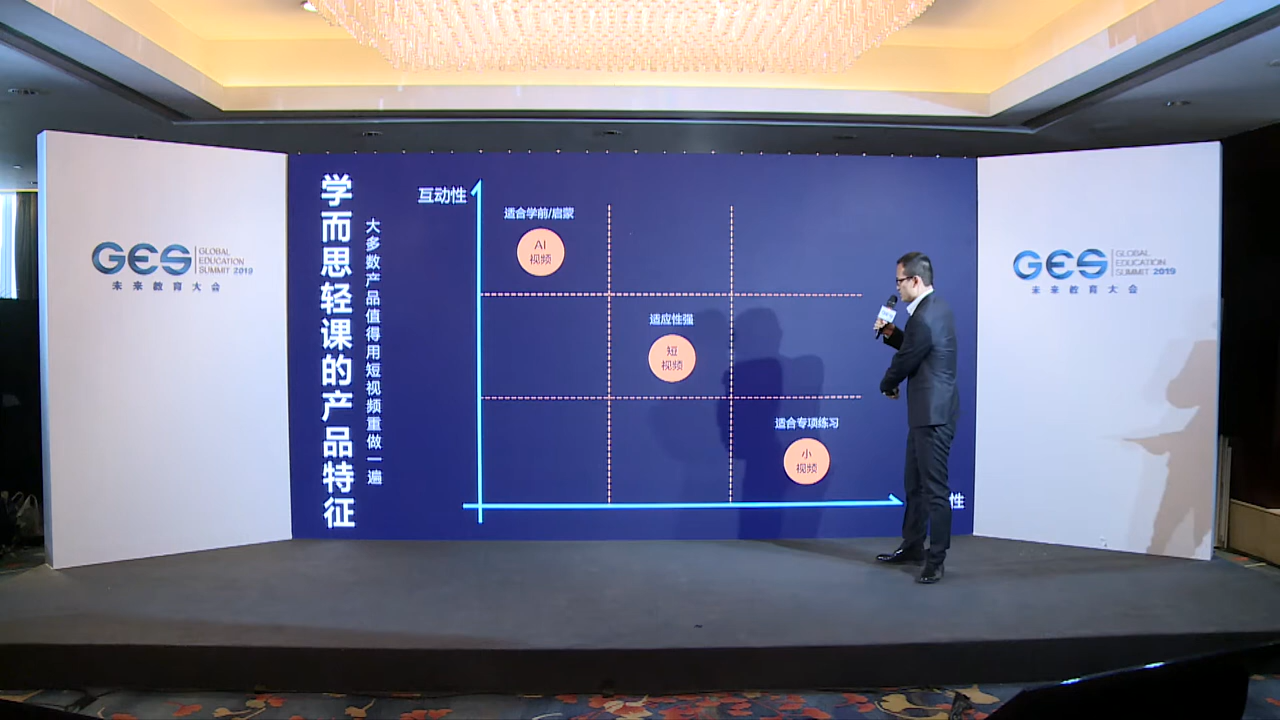 GES
GLOBAL
EDUCATION
SUMMIT 2019
未来教育大会
学而思轻课的产品特征
大多数产品值得用短视频重做一遍
互动性
适合学前/启蒙
AI
视频
适应性强
短
视频
适合专项练习
小
视频
性
GES
GLOBAL
EDUCATION
SUMMIT 2019
未来教育大会